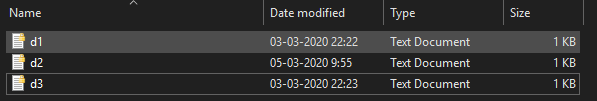 Name Date modified Type Size
d1 03-03-2020 22:22 Text Document 1 KB
d2 05-03-2020 9:55 Text Document 1 KB
d3 03-03-2020 22:23 Text Document 1 KB